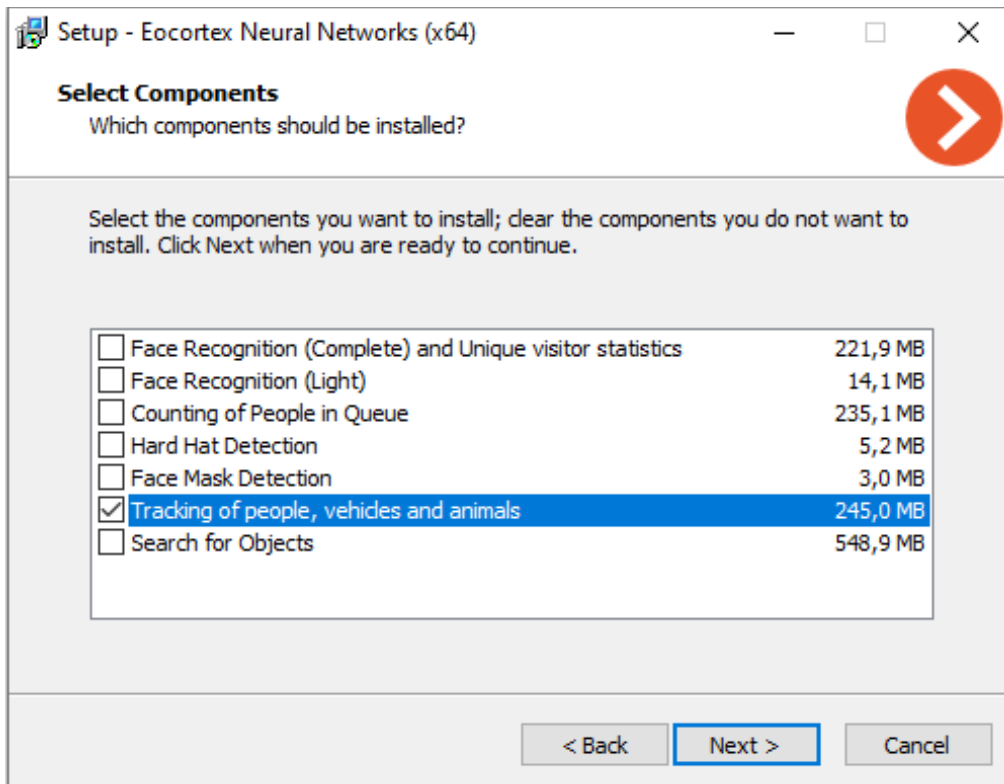 Setup - Eocortex Neural Networks (x64)
Select Components
Which components should be installed?
Select the components you want to install; clear the components you do not want to
install. Click Next when you are ready to continue.
Face Recognition (Complete) and Unique visitor statistics 221,9 MB
Face Recognition (Light) 14,1 MB
Counting of People in Queue 235,1 MB
Hard Hat Detection 5,2 MB
Face Mask Detection 3,0 MB
Tracking of people, vehicles and animals 245,0 MB
Search for Objects 548,9 MB
< Back Next > Cancel